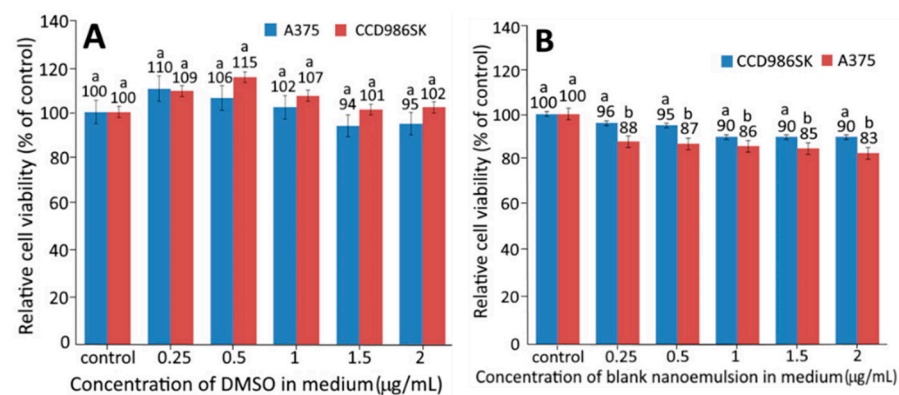 A
A375 CCD986SK
Relative cell viability (% of control)
140
120
100
80
60
40
20
0
a a a a a a a a a a a a
100 100 110 109 106 115 102 107 94 101 95 102
control 0.25 0.5 1 1.5 2
Concentration of DMSO in medium (μg/mL)
B
CCD986SK A375
Relative cell viability (% of control)
140
120
100
80
60
40
20
0
a a a b a b a b a b a b
100 100 96 88 95 87 90 86 90 85 90 83
control 0.25 0.5 1 1.5 2
Concentration of blank nanoemulsion in medium (μg/mL)